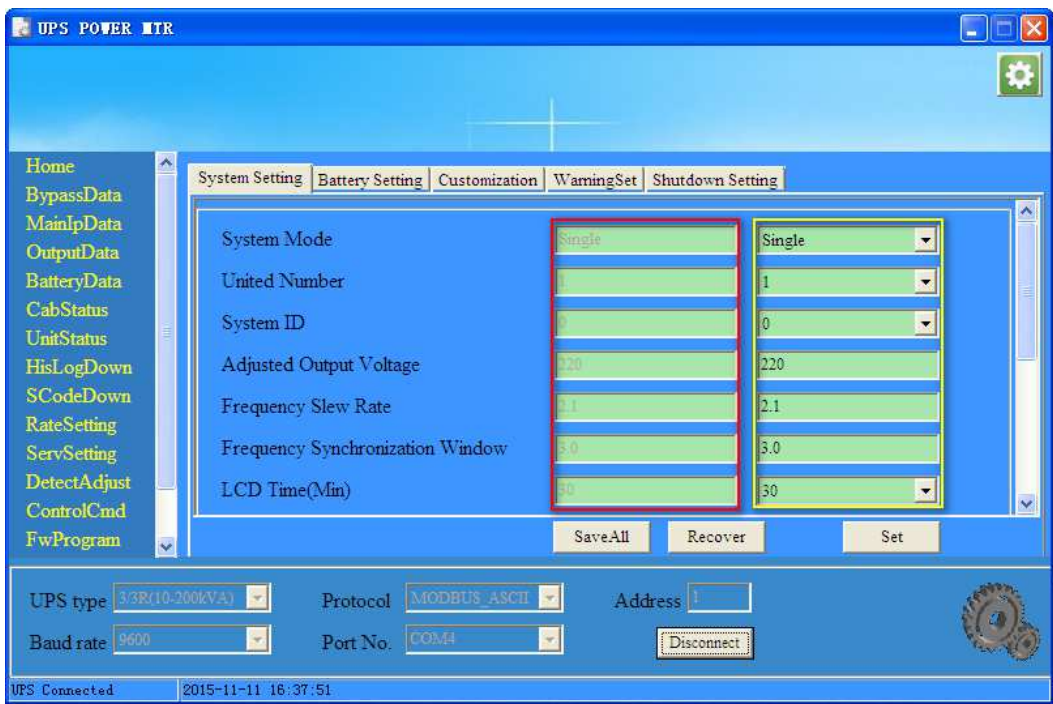 UPS POWER MTR
Home
BypassData
MainIpData
OutputData
BatteryData
CabStatus
UnitStatus
HisLogDown
SCodeDown
RateSetting
ServSetting
DetectAdjust
ControlCmd
FwProgram
System Setting Battery Setting Customization WarningSet Shutdown Setting
System Mode Single Single
United Number 1 1
System ID 0 0
Adjusted Output Voltage 220 220
Frequency Slew Rate 2.1 2.1
Frequency Synchronization Window 3.0 3.0
LCD Time(Min) 30 30
SaveAll Recover Set
UPS type 3/3R(10-200kVA) Protocol MODBUS_ASCII Address 1
Baud rate 9600 Port No. COM4 Disconnect
UPS Connected 2015-11-11 16:37:51